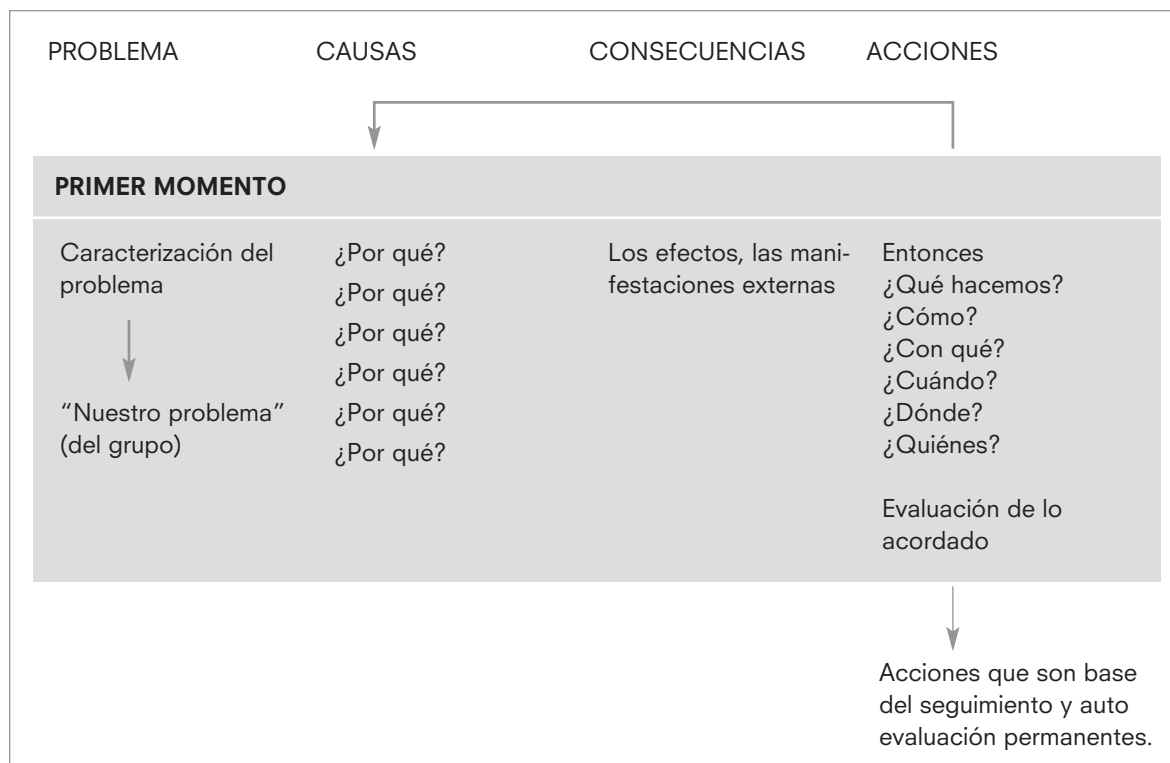 PROBLEMA
CAUSAS
CONSECUENCIAS
ACCIONES
PRIMER MOMENTO
Caracterización del
problema
“Nuestro problema”
(del grupo)
¿Por qué?
¿Por qué?
¿Por qué?
¿Por qué?
¿Por qué?
¿Por qué?
Los efectos, las mani-
festaciones externas
Entonces
¿Qué hacemos?
¿Cómo?
¿Con qué?
¿Cuándo?
¿Dónde?
¿Quiénes?
Evaluación de lo
acordado
Acciones que son base
del seguimiento y auto
evaluación permanentes.